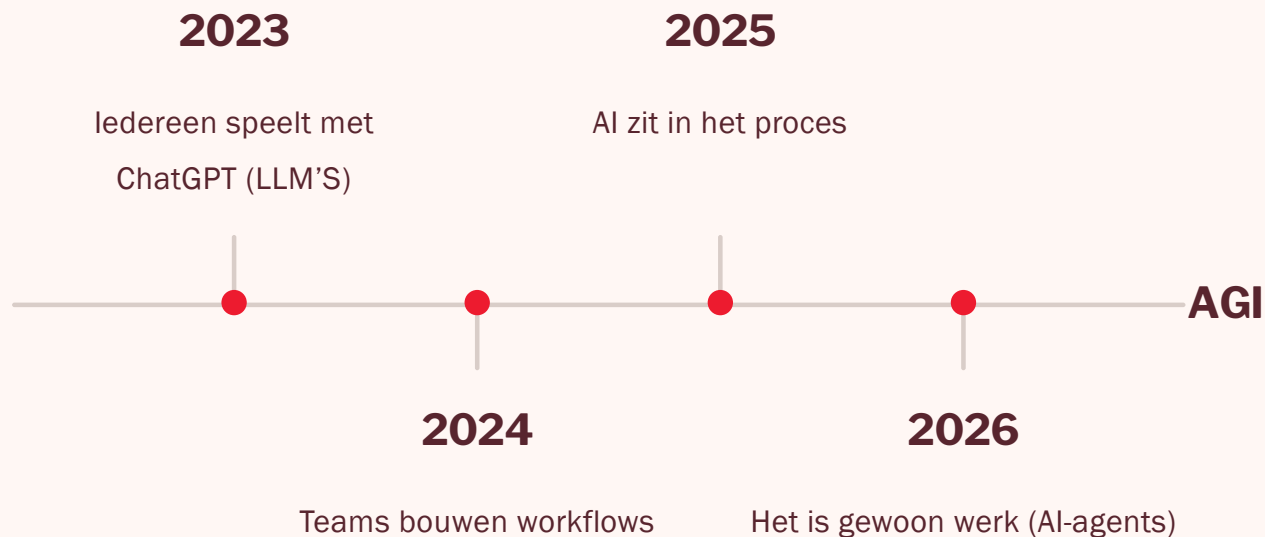 2023
Iedereen speelt met
ChatGPT (LLM’S)
2025
AI zit in het proces
AGI
2024
Teams bouwen workflows
2026
Het is gewoon werk (AI-agents)